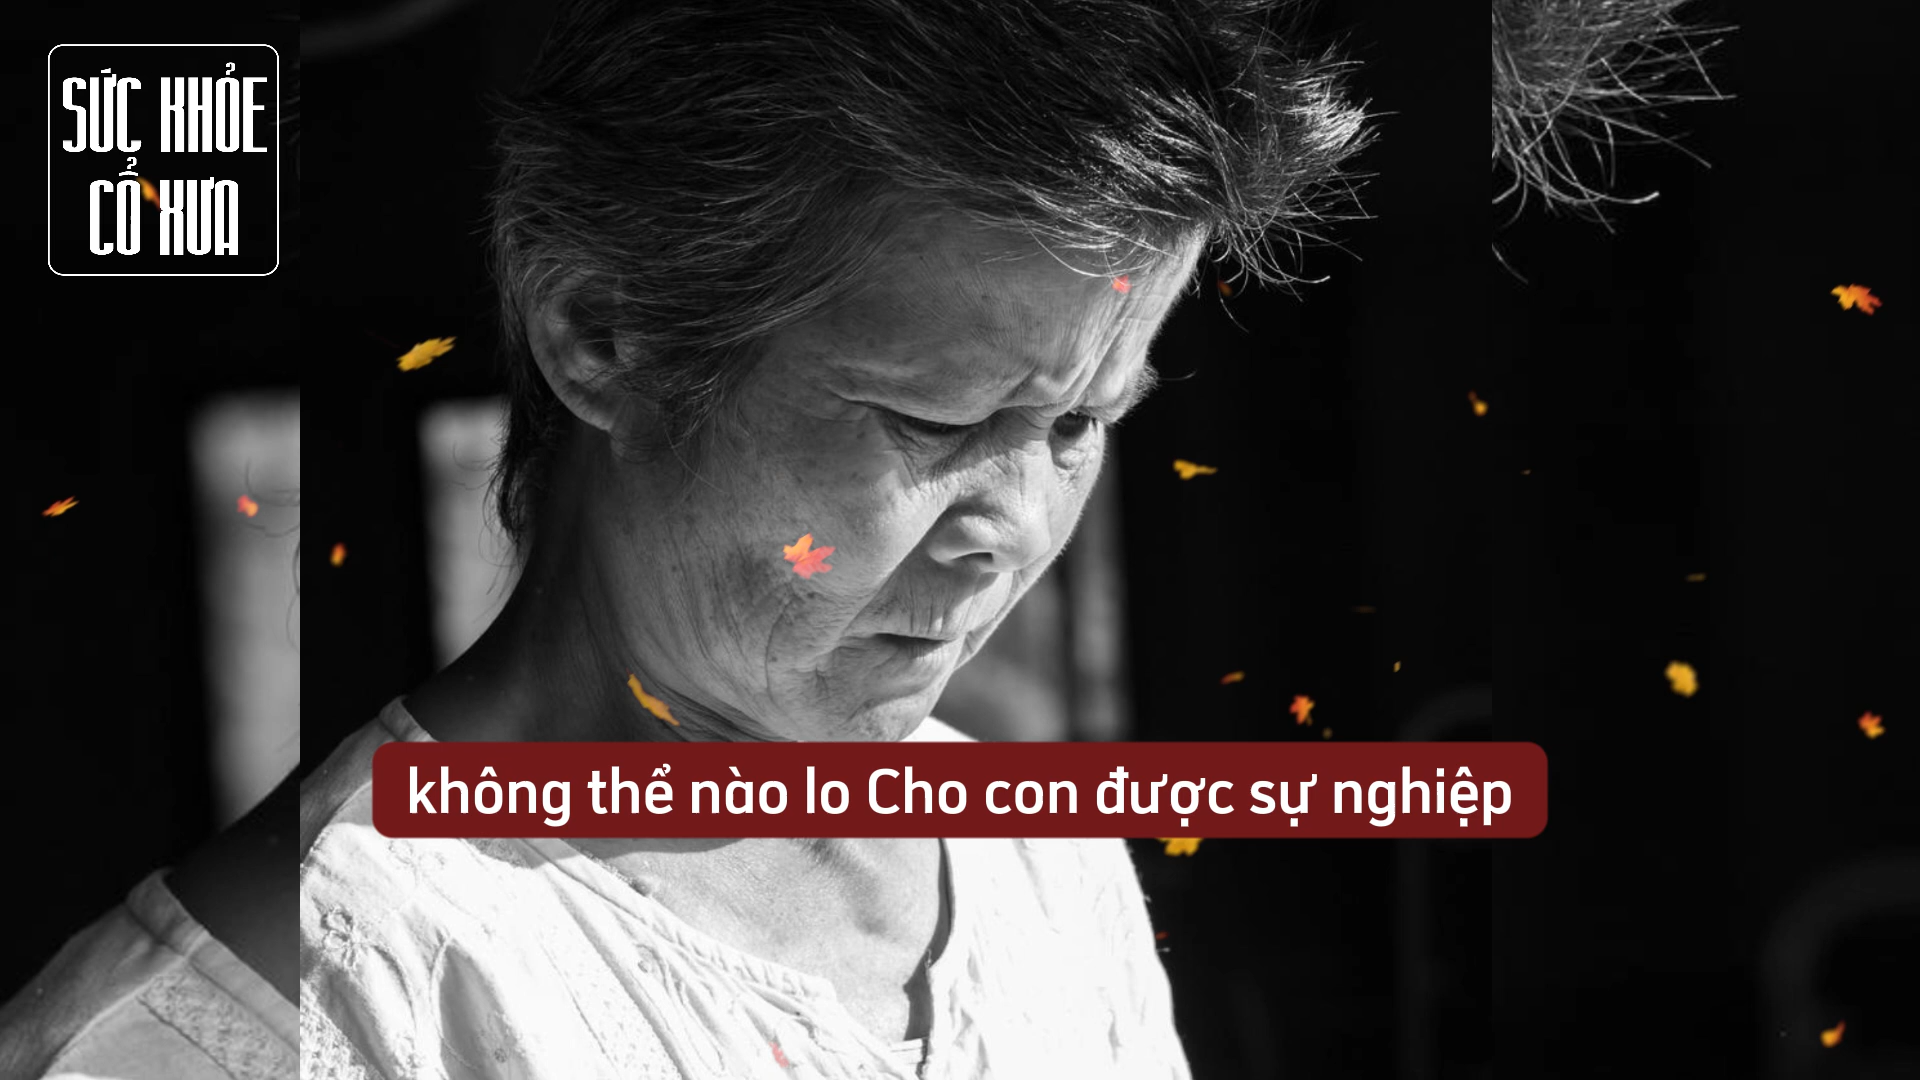 SỨC KHỎE
CỔ XƯA
không thể nào lo Cho con được sự nghiệp